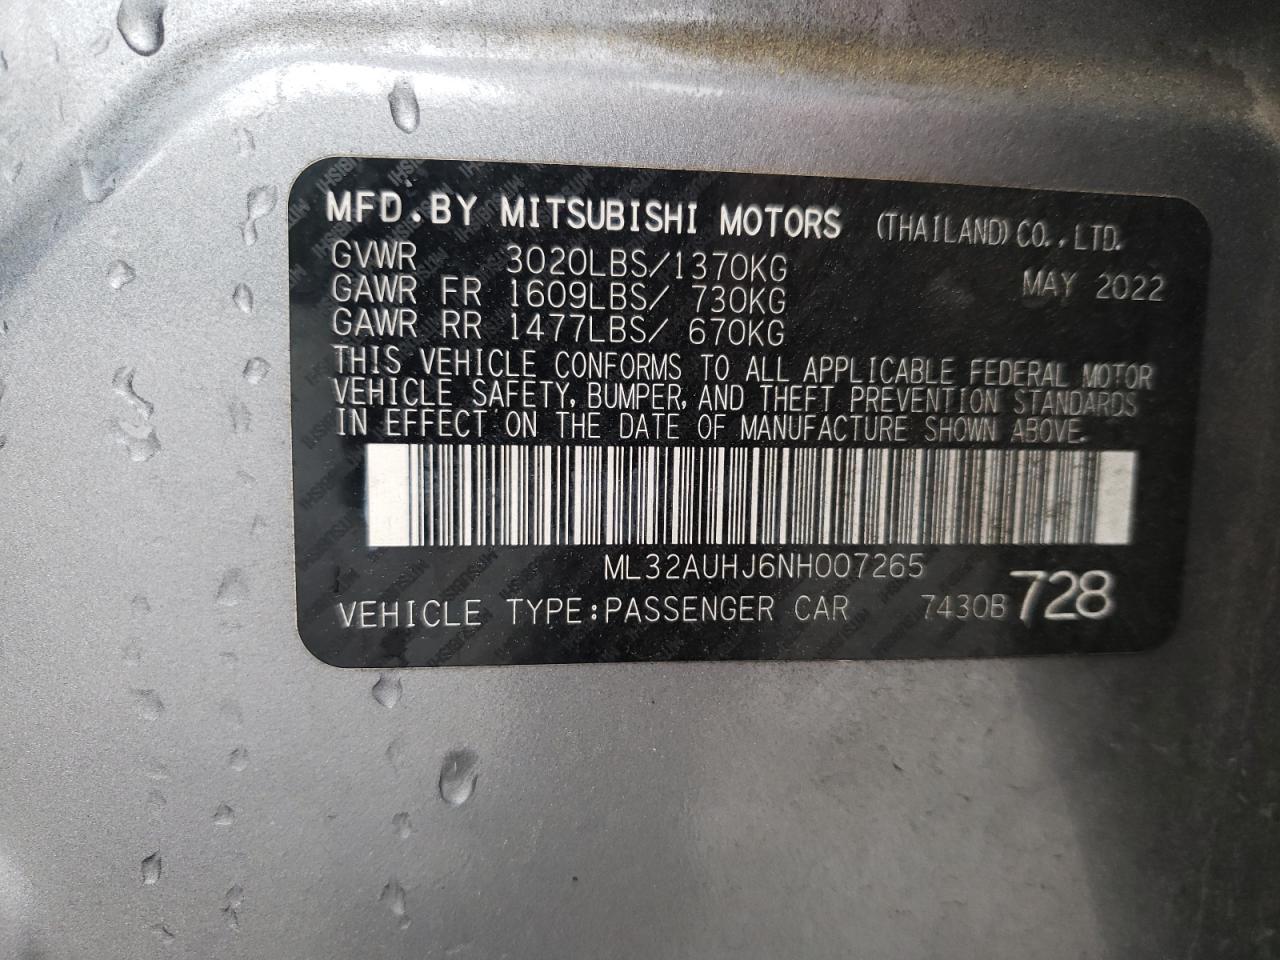 MFD.BY MITSUBISHI MOTORS (THAILAND) CO.,LTD.
GVWR 3020LBS/1370KG MAY 2022
GAWR FR 1609LBS/ 730KG
GAWR RR 1477LBS/ 670KG
THIS VEHICLE CONFORMS TO ALL APPLICABLE FEDERAL MOTOR
VEHICLE SAFETY, BUMPER, AND THEFT PREVENTION STANDARDS
IN EFFECT ON THE DATE OF MANUFACTURE SHOWN ABOVE.
ML32AUHJ6NH007265
VEHICLE TYPE:PASSENGER CAR 7430B 728